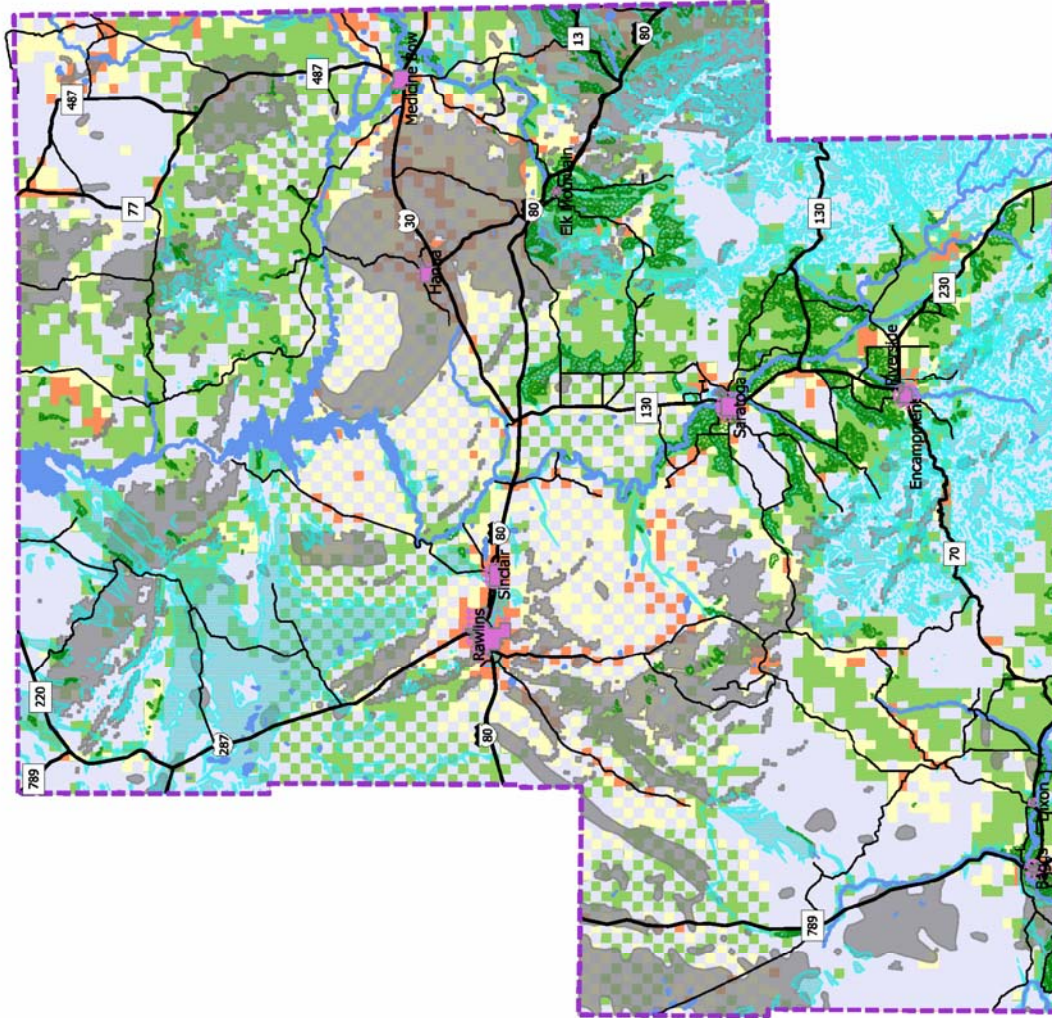 13
80
487
487
Medicine Bow
77
30
80
Elk Mountain
Hanna
130
230
130
Riverside
Saratoga
Encampment
80
Sinclair
Rawlins
70
220
287
80
789
Dixon
Baggs
789